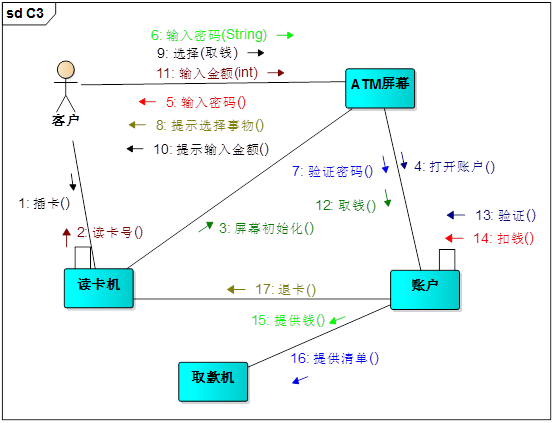 sd C3
6: 输入密码(String)
9: 选择(取钱)
11: 输入金额(int)
ATM屏幕
5: 输入密码()
客户
8: 提示选择事物()
10: 提示输入金额()
7: 验证密码()
4: 打开账户()
1: 插卡()
12: 取钱()
13: 验证()
2: 读卡号()
3: 屏幕初始化()
14: 扣钱()
读卡机
17: 退卡()
账户
15: 提供钱()
16: 提供清单()
取款机